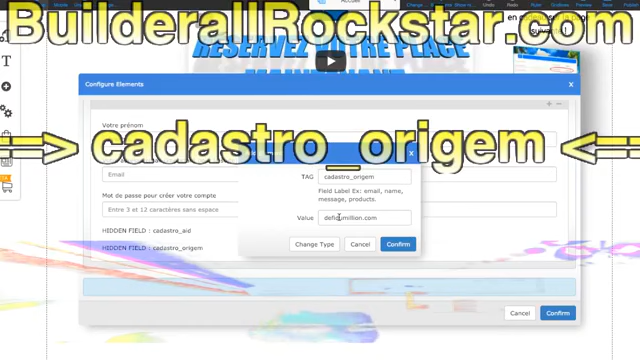 BuilderallRockstar.com
en
RESERVEZ VOTRE PLACE
MAINTENANT
Configure Elements
x
Votre prénom
==> cadastro_origem <==
x
Email
TAG
cadastro_origem
Field Label Ex: email, name,
message, products.
Mot de passe pour créer votre compte
Entre 3 et 12 caractères sans espace
Value
HIDDEN FIELD : cadastro_aid
HIDDEN FIELD : cadastro_origem
Change Type
Cancel
Confirm
Cancel
Confirm